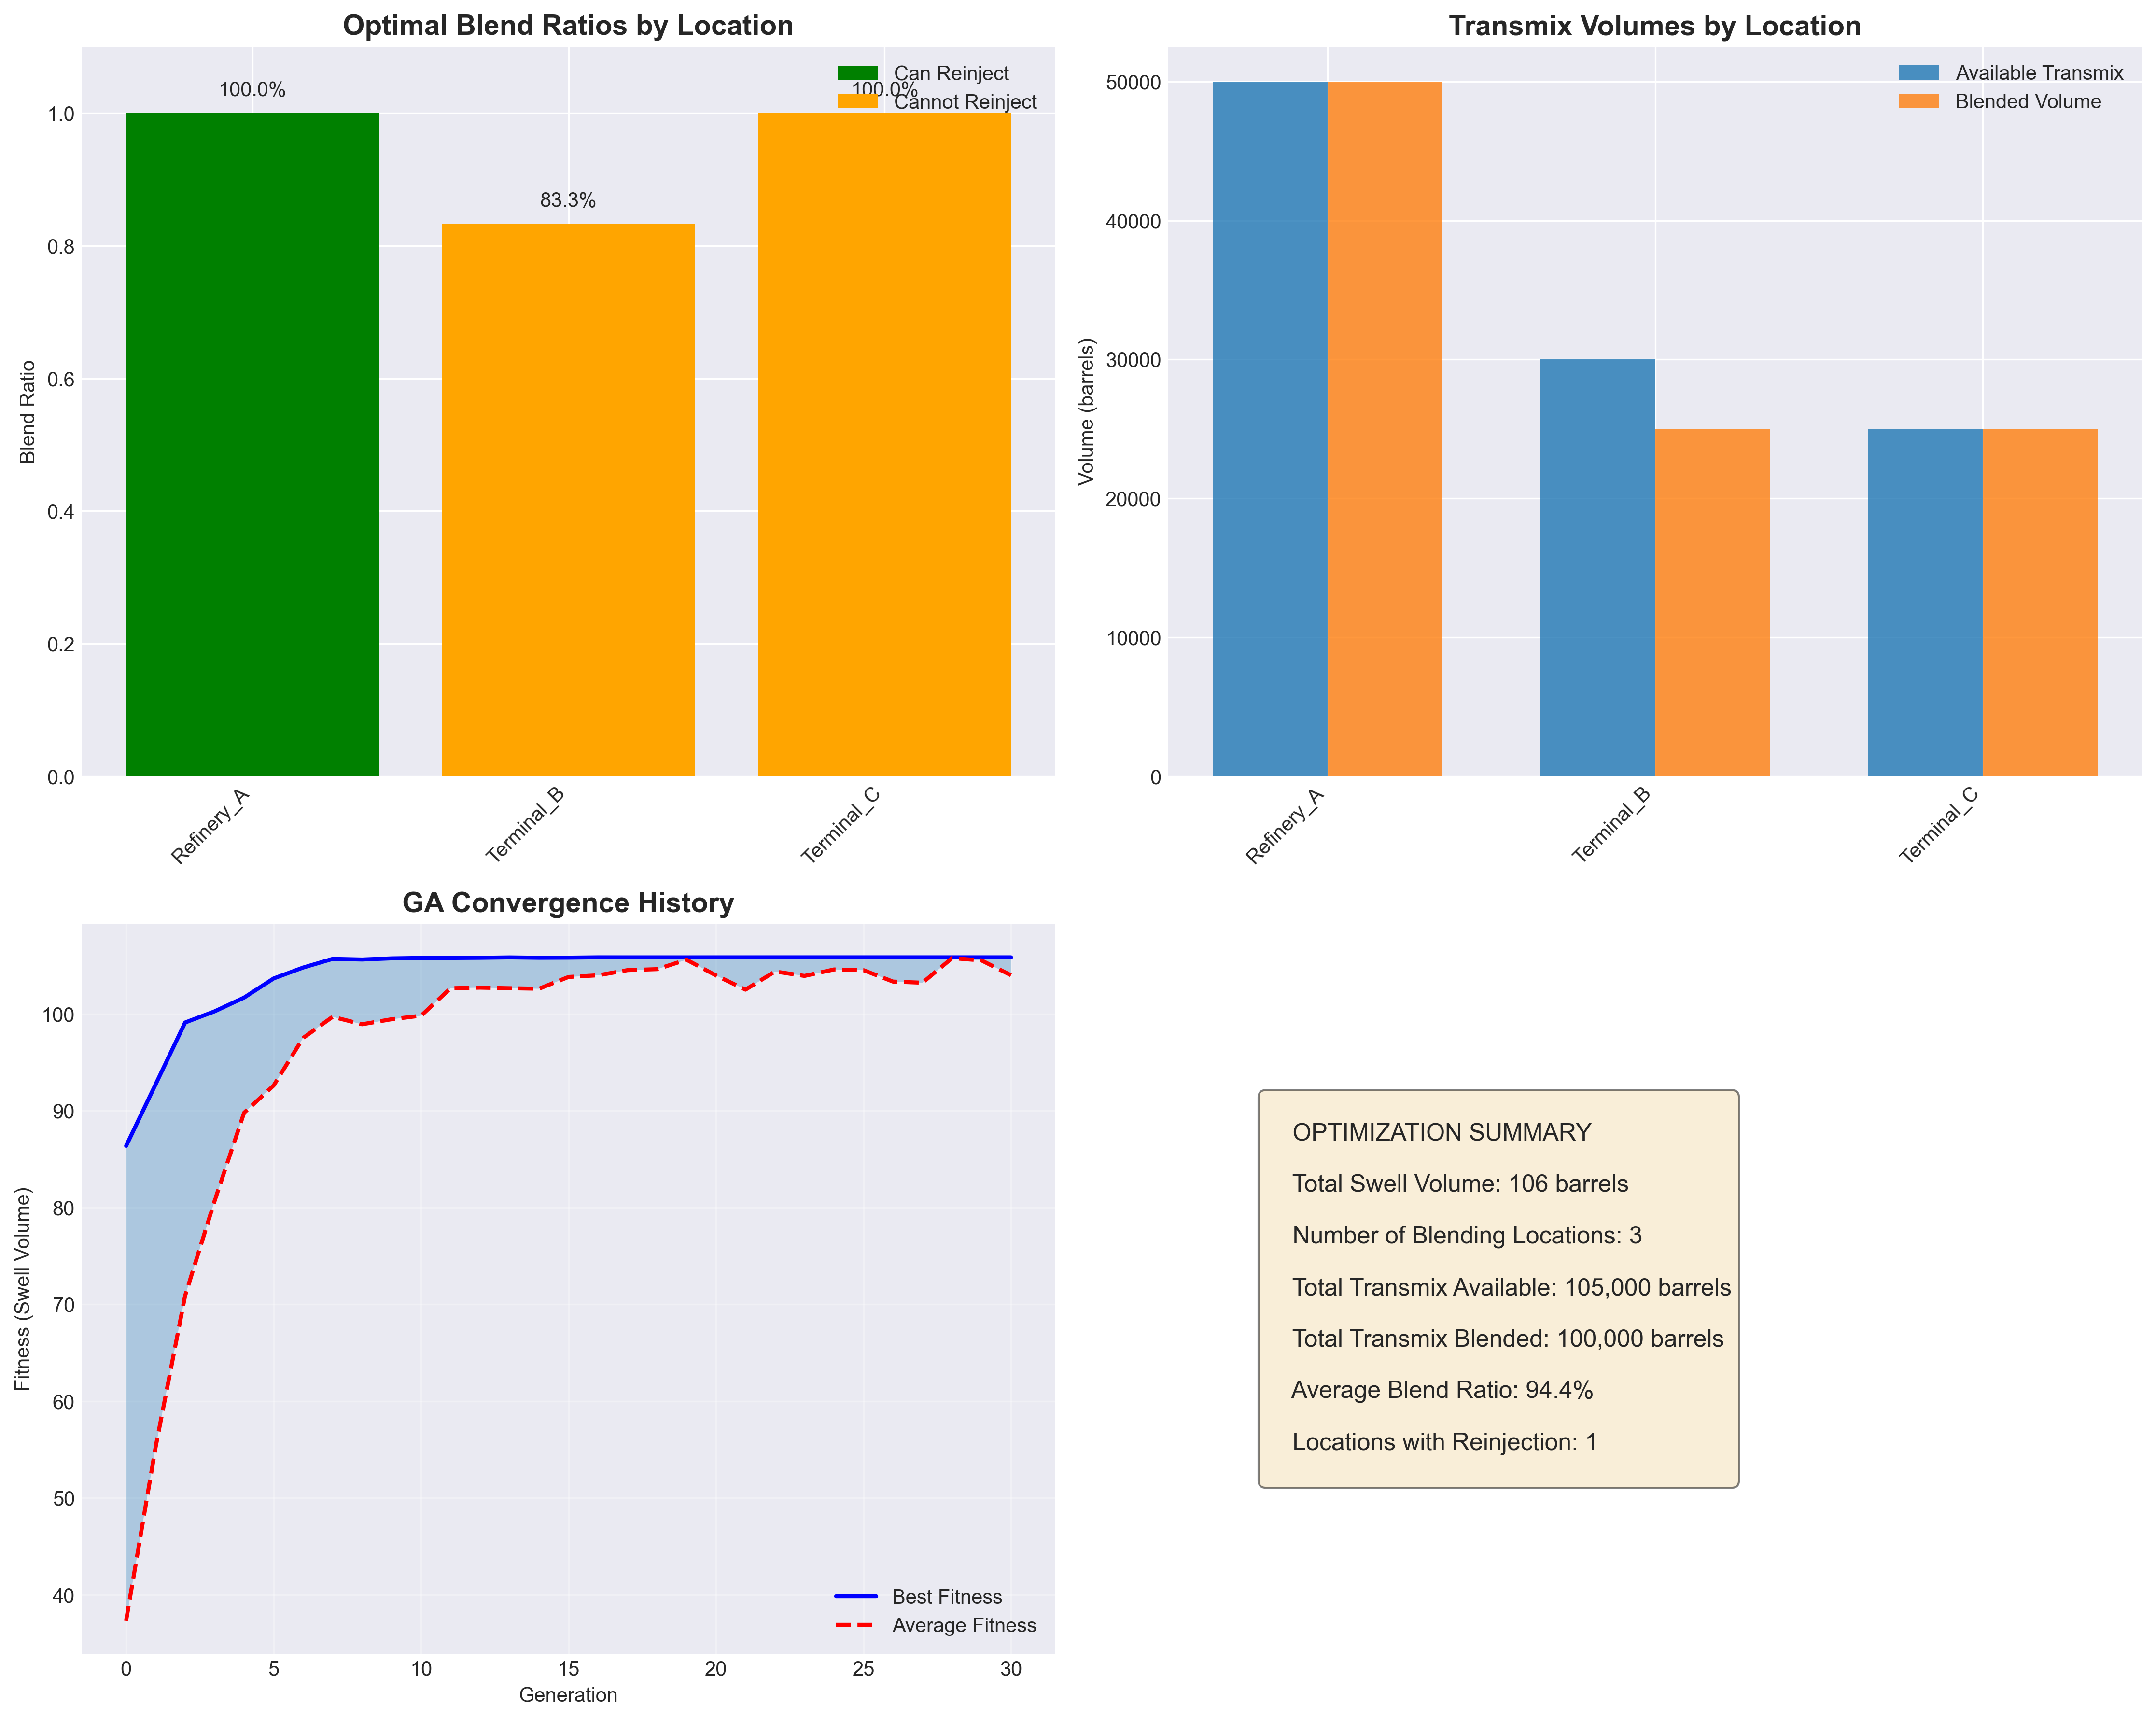 Optimal Blend Ratios by Location
Can Reinject
Cannot Reinject
100.0%
83.3%
100.0%
Blend Ratio
1.0
0.8
0.6
0.4
0.2
0.0
Refinery_A
Terminal_B
Terminal_C
Transmix Volumes by Location
Available Transmix
Blended Volume
Volume (barrels)
50000
40000
30000
20000
10000
0
Refinery_A
Terminal_B
Terminal_C
GA Convergence History
Fitness (Swell Volume)
100
90
80
70
60
50
40
Best Fitness
Average Fitness
0
5
10
15
20
25
30
Generation
OPTIMIZATION SUMMARY
Total Swell Volume: 106 barrels
Number of Blending Locations: 3
Total Transmix Available: 105,000 barrels
Total Transmix Blended: 100,000 barrels
Average Blend Ratio: 94.4%
Locations with Reinjection: 1